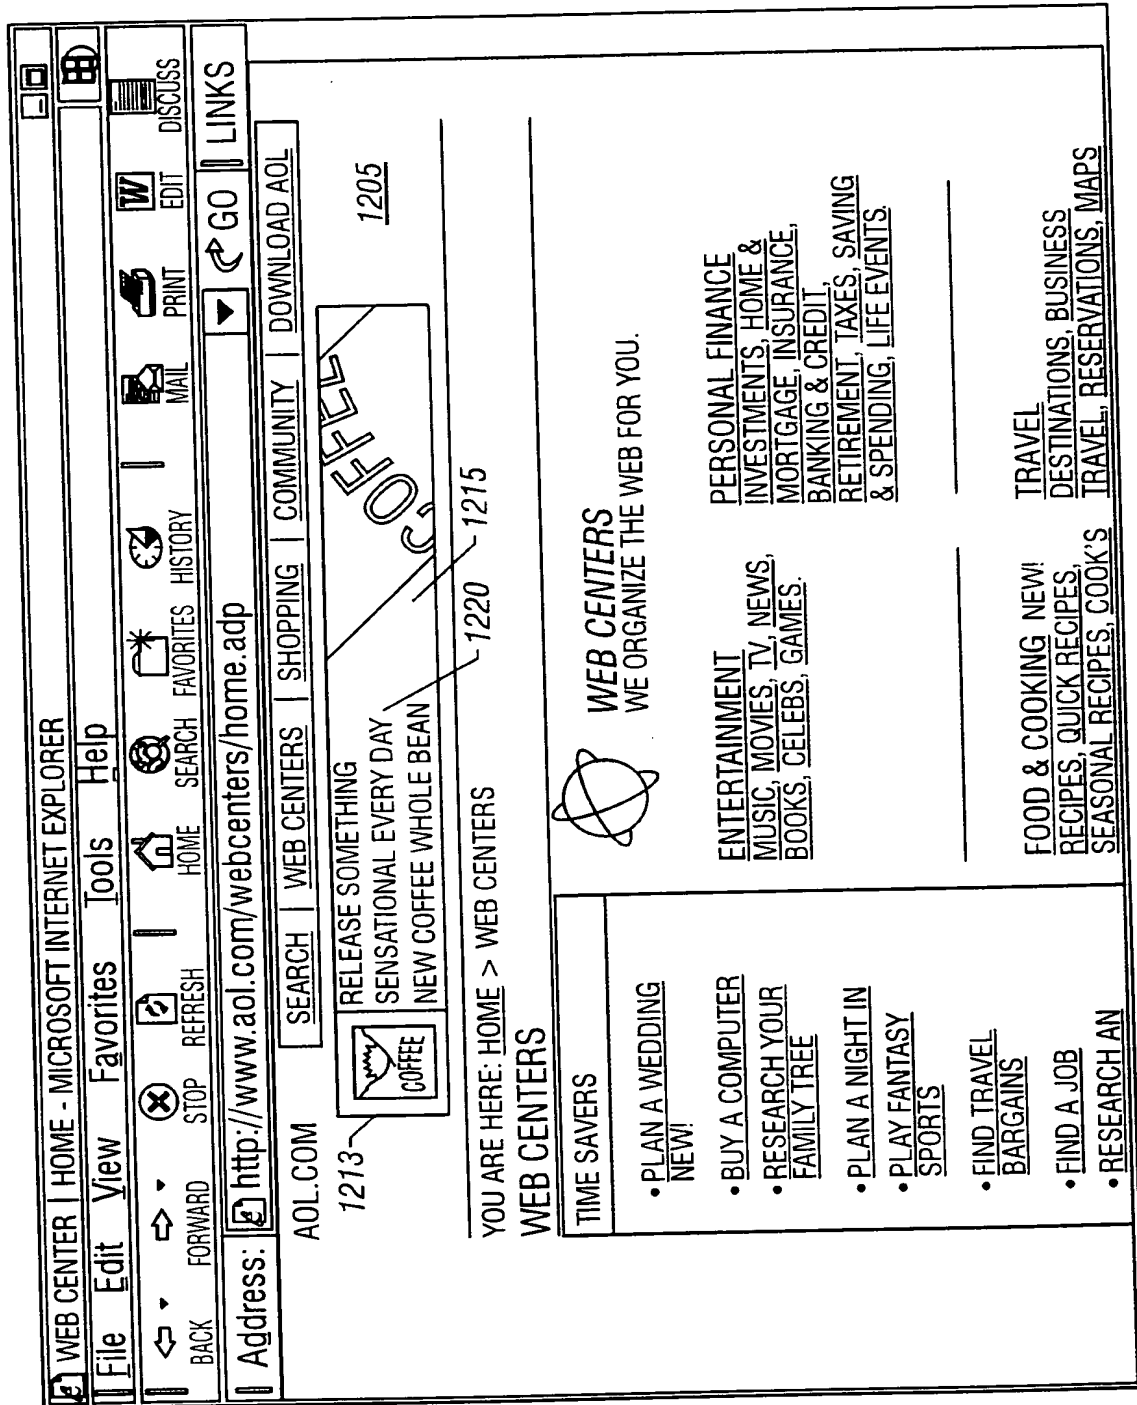 WEB CENTER | HOME - MICROSOFT INTERNET EXPLORER
File Edit View Favorites Tools Help
BACK FORWARD STOP REFRESH HOME SEARCH FAVORITES HISTORY MAIL PRINT EDIT DISCUSS
Address: http://www.aol.com/webcenters/home.adp GO LINKS
AOL.COM
SEARCH | WEB CENTERS | SHOPPING | COMMUNITY | DOWNLOAD AOL
1213
COFFEE
RELEASE SOMETHING
SENSATIONAL EVERY DAY
NEW COFFEE WHOLE BEAN
COFFEE
1205
1220
1215
YOU ARE HERE: HOME > WEB CENTERS
WEB CENTERS
TIME SAVERS
• PLAN A WEDDING
NEW!
• BUY A COMPUTER
• RESEARCH YOUR
FAMILY TREE
• PLAN A NIGHT IN
• PLAY FANTASY
SPORTS
• FIND TRAVEL
BARGAINS
• FIND A JOB
• RESEARCH AN
WEB CENTERS
WE ORGANIZE THE WEB FOR YOU.
ENTERTAINMENT
MUSIC, MOVIES, TV, NEWS,
BOOKS, CELEBS, GAMES.
PERSONAL FINANCE
INVESTMENTS, HOME &
MORTGAGE, INSURANCE,
BANKING & CREDIT,
RETIREMENT, TAXES, SAVING
& SPENDING, LIFE EVENTS.
FOOD & COOKING NEW!
RECIPES, QUICK RECIPES,
SEASONAL RECIPES, COOK'S
TRAVEL
DESTINATIONS, BUSINESS
TRAVEL, RESERVATIONS, MAPS